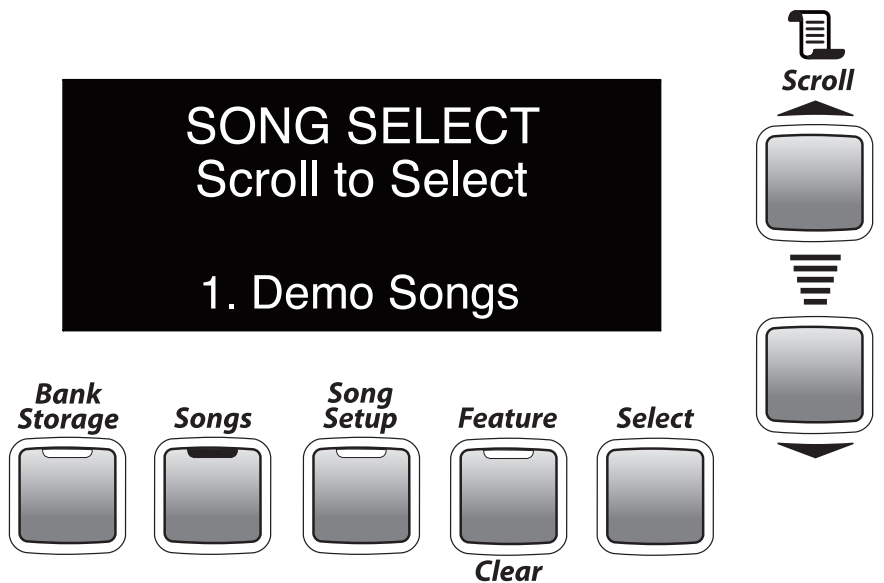 Scroll
SONG SELECT
Scroll to Select
1. Demo Songs
Bank
Storage
Songs
Song
Setup
Feature
Select
Clear